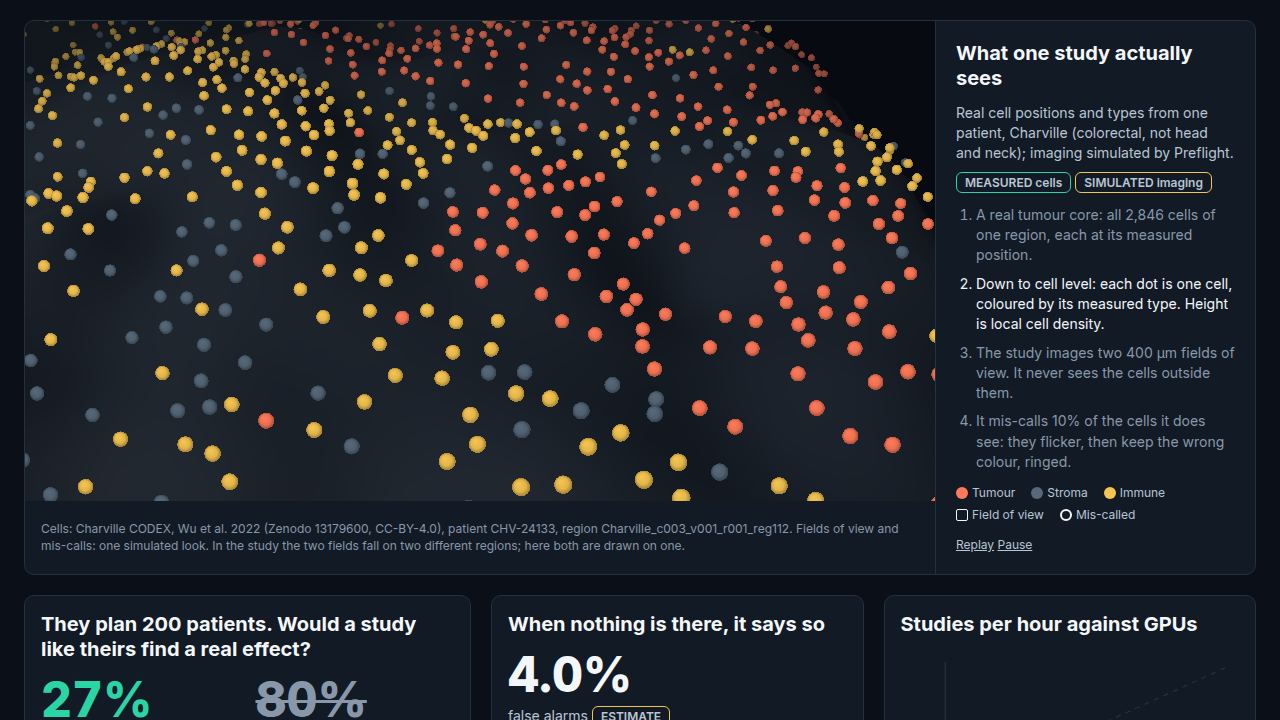 What one study actually
sees
Real cell positions and types from one
patient, Charville (colorectal, not head
and neck); imaging simulated by Preflight.
MEASURED cells SIMULATED imaging
1. A real tumour core: all 2,846 cells of
one region, each at its measured
position.
2. Down to cell level: each dot is one cell,
coloured by its measured type. Height
is local cell density.
3. The study images two 400 µm fields of
view. It never sees the cells outside
them.
4. It mis-calls 10% of the cells it does
see: they flicker, then keep the wrong
colour, ringed.
Tumour Stroma Immune
Field of view Mis-called
Replay Pause
Cells: Charville CODEX, Wu et al. 2022 (Zenodo 13179600, CC-BY-4.0), patient CHV-24133, region Charville_c003_v001_r001_reg112. Fields of view and
mis-calls: one simulated look. In the study the two fields fall on two different regions; here both are drawn on one.
They plan 200 patients. Would a study
like theirs find a real effect?
27% 80%
When nothing is there, it says so
4.0%
false alarms ESTIMATE
Studies per hour against GPUs